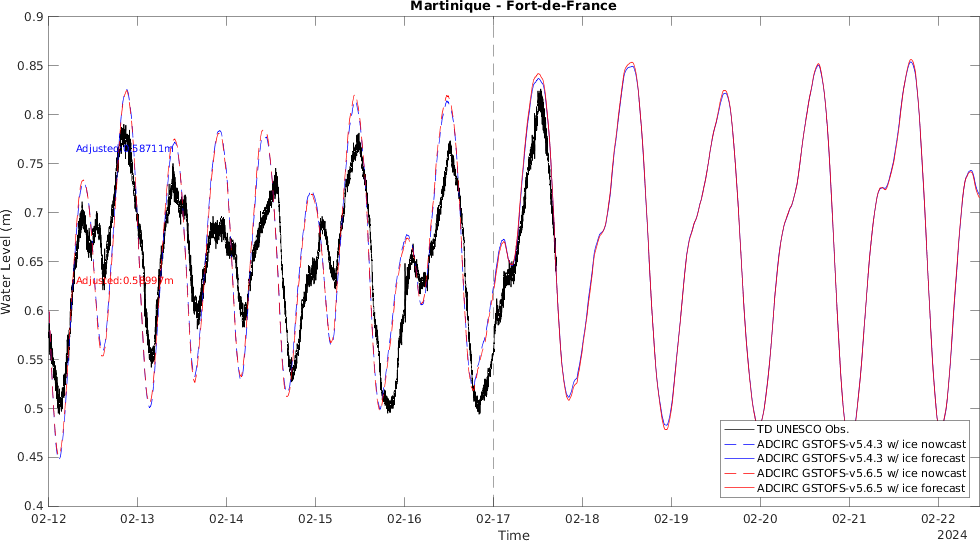 Martinique - Fort-de-France
0.9
0.85
0.8
0.75
0.7
0.65
0.6
0.55
0.5
0.45
0.4
Water Level (m)
Adjusted:
Adjusted:
02-12 02-13 02-14 02-15 02-16 02-17 02-18 02-19 02-20 02-21 02-22
Time
2024
TD UNESCO Obs.
ADCIRC GSTOFS-v5.4.3 w/ ice nowcast
ADCIRC GSTOFS-v5.4.3 w/ ice forecast
ADCIRC GSTOFS-v5.6.5 w/ ice nowcast
ADCIRC GSTOFS-v5.6.5 w/ ice forecast